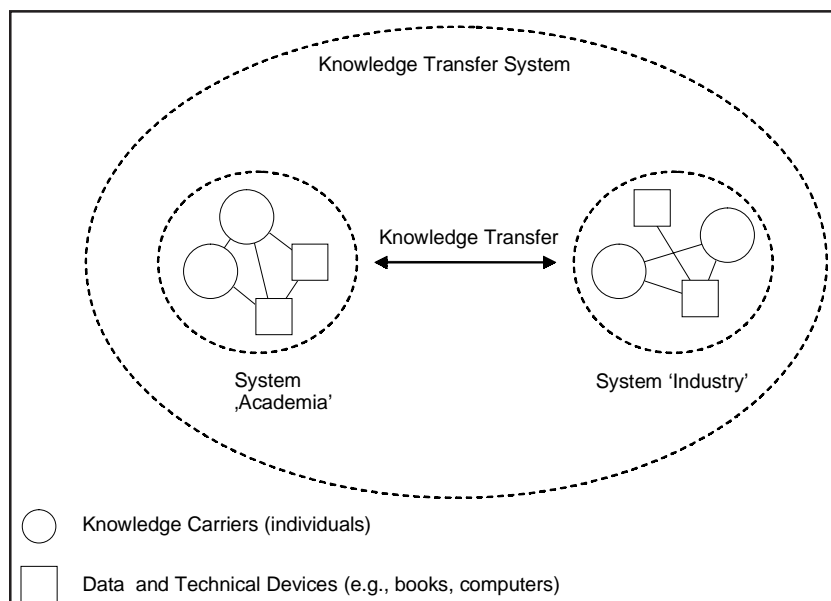 Knowledge Transfer System
Knowledge Transfer
System
‚Academia’
System ‘Industry’
Knowledge Carriers (individuals)
Data and Technical Devices (e.g., books, computers)